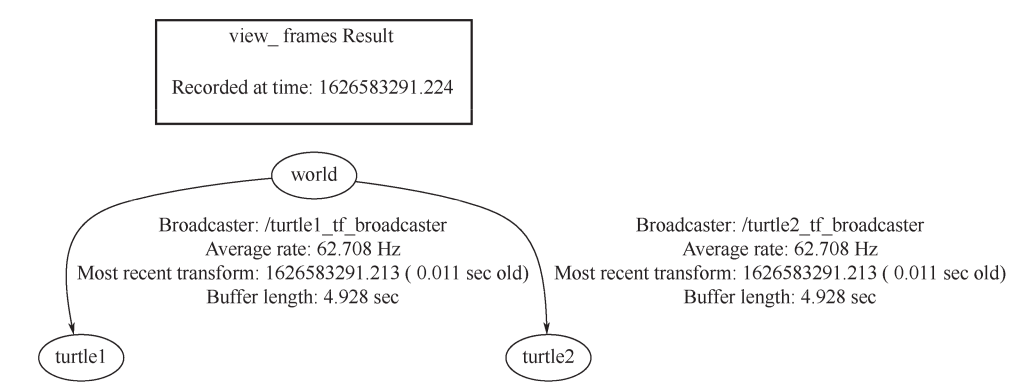 view_ frames Result
Recorded at time: 1626583291.224
world
Broadcaster: /turtle1_tf_broadcaster
Average rate: 62.708 Hz
Most recent transform: 1626583291.213 ( 0.011 sec old)
Buffer length: 4.928 sec
Broadcaster: /turtle2_tf_broadcaster
Average rate: 62.708 Hz
Most recent transform: 1626583291.213 ( 0.011 sec old)
Buffer length: 4.928 sec
turtle1
turtle2